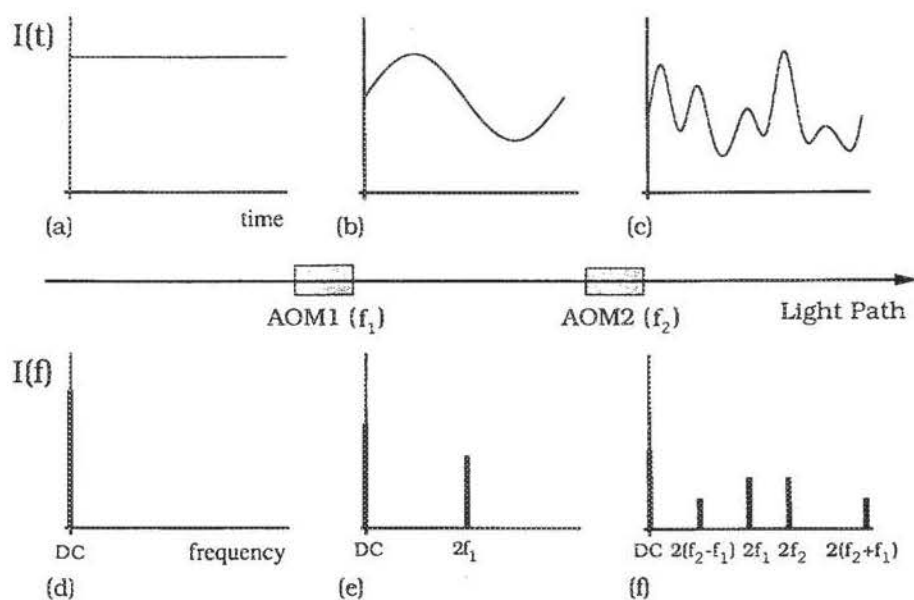 I(t)
time
(a)
(b)
(c)
AOM1 (f₁)
AOM2 (f₂)
Light Path
I(f)
DC
frequency
DC
2f₁
DC 2(f₂-f₁) 2f₁ 2f₂ 2(f₂+f₁)
(d)
(e)
(f)